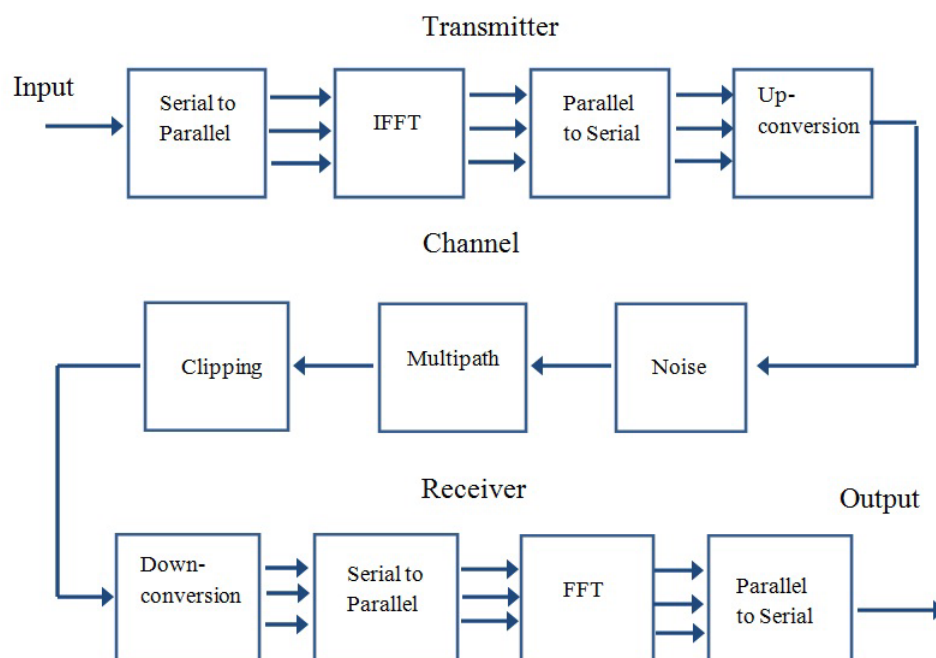 Transmitter
Input
Serial to
Parallel
IFFT
Parallel
to Serial
Up-
conversion
Channel
Clipping
Multipath
Noise
Receiver
Output
Down-
conversion
Serial to
Parallel
FFT
Parallel
to Serial